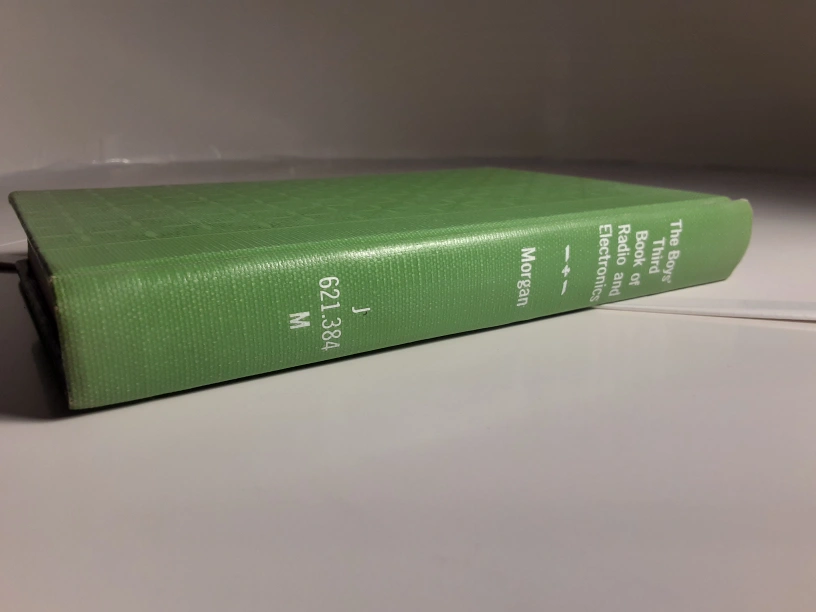 The Boys'
Third
Book of
Radio and
Electronics
Morgan
J
621.384
M